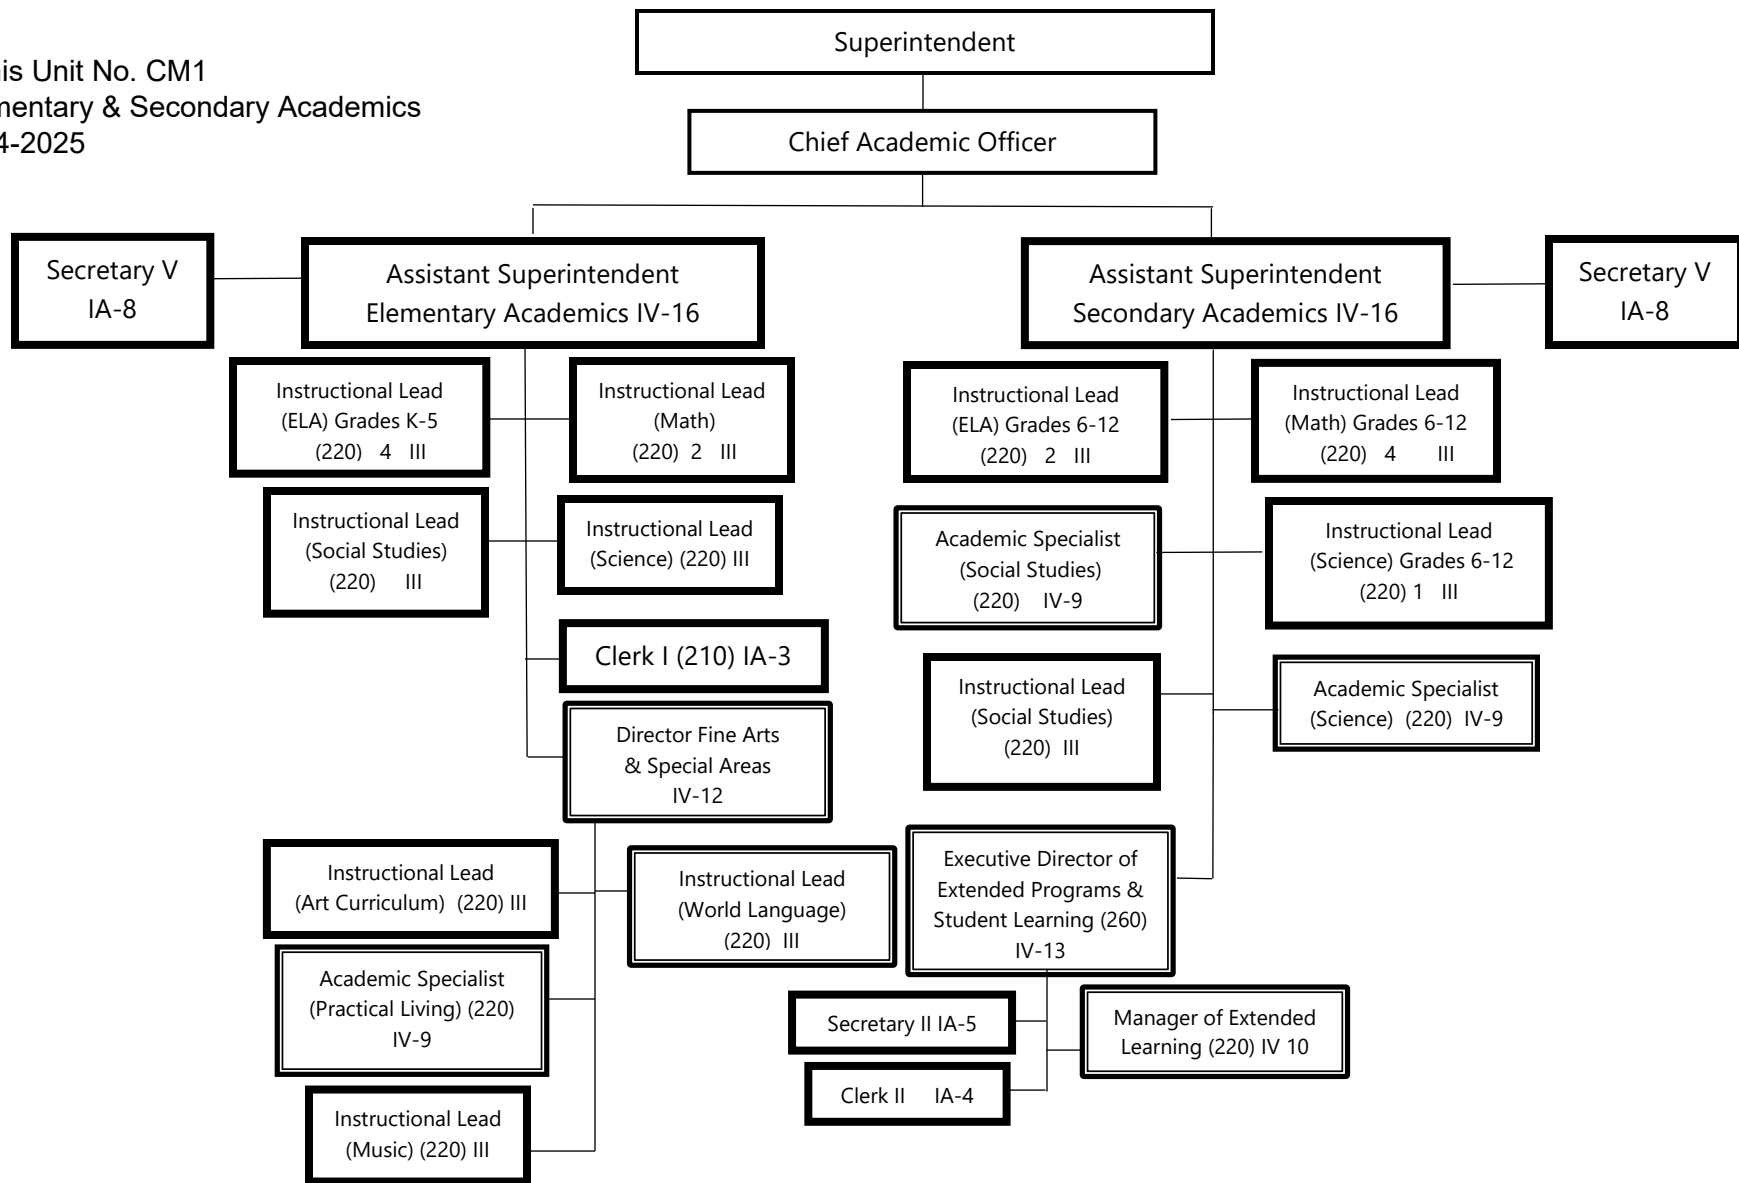 Superintendent
is Unit No. CM1
mentary & Secondary Academics
4-2025
Chief Academic Officer
Secretary V
IA-8
Assistant Superintendent
Elementary Academics IV-16
Assistant Superintendent
Secondary Academics IV-16
Secretary V
IA-8
Instructional Lead
(ELA) Grades K-5
(220) 4 III
Instructional Lead
(Math)
(220) 2 III
Instructional Lead
(ELA) Grades 6-12
(220) 2 III
Instructional Lead
(Math) Grades 6-12
(220) 4 III
Instructional Lead
(Social Studies)
(220) III
Instructional Lead
(Science) (220) III
Academic Specialist
(Social Studies)
(220) IV-9
Instructional Lead
(Science) Grades 6-12
(220) 1 III
Clerk I (210) IA-3
Instructional Lead
(Social Studies)
(220) III
Academic Specialist
(Science) (220) IV-9
Director Fine Arts
& Special Areas
IV-12
Instructional Lead
(Art Curriculum) (220) III
Instructional Lead
(World Language)
(220) III
Executive Director of
Extended Programs &
Student Learning (260)
IV-13
Academic Specialist
(Practical Living) (220)
IV-9
Secretary II IA-5
Manager of Extended
Learning (220) IV 10
Clerk II IA-4
Instructional Lead
(Music) (220) III